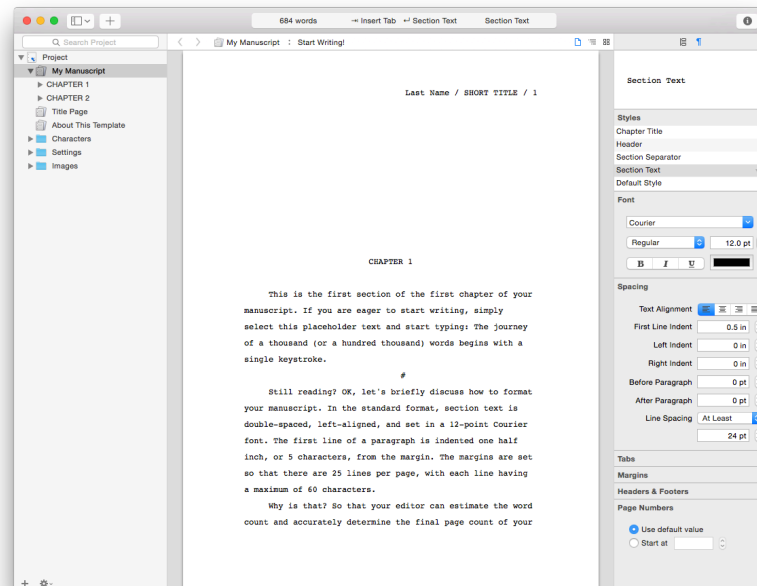 684 words
Insert Tab
Section Text
Section Text
Search Project
My Manuscript : Start Writing!
Project
My Manuscript
CHAPTER 1
CHAPTER 2
Title Page
About This Template
Characters
Settings
Images
Last Name / SHORT TITLE / 1
CHAPTER 1
This is the first section of the first chapter of your
manuscript. If you are eager to start writing, simply
select this placeholder text and start typing: The journey
of a thousand (or a hundred thousand) words begins with a
single keystroke.
#
Still reading? OK, let's briefly discuss how to format
your manuscript. In the standard format, section text is
double-spaced, left-aligned, and set in a 12-point Courier
font. The first line of a paragraph is indented one half
inch, or 5 characters, from the margin. The margins are set
so that there are 25 lines per page, with each line having
a maximum of 60 characters.
Why is that? So that your editor can estimate the word
count and accurately determine the final page count of your
Section Text
Styles
Chapter Title
Header
Section Separator
Section Text
Default Style
Font
Courier
Regular 12.0 pt
B I U
Spacing
Text Alignment
First Line Indent 0.5 in
Left Indent 0 in
Right Indent 0 in
Before Paragraph 0 pt
After Paragraph 0 pt
Line Spacing At Least
24 pt
Tabs
Margins
Headers & Footers
Page Numbers
Use default value
Start at